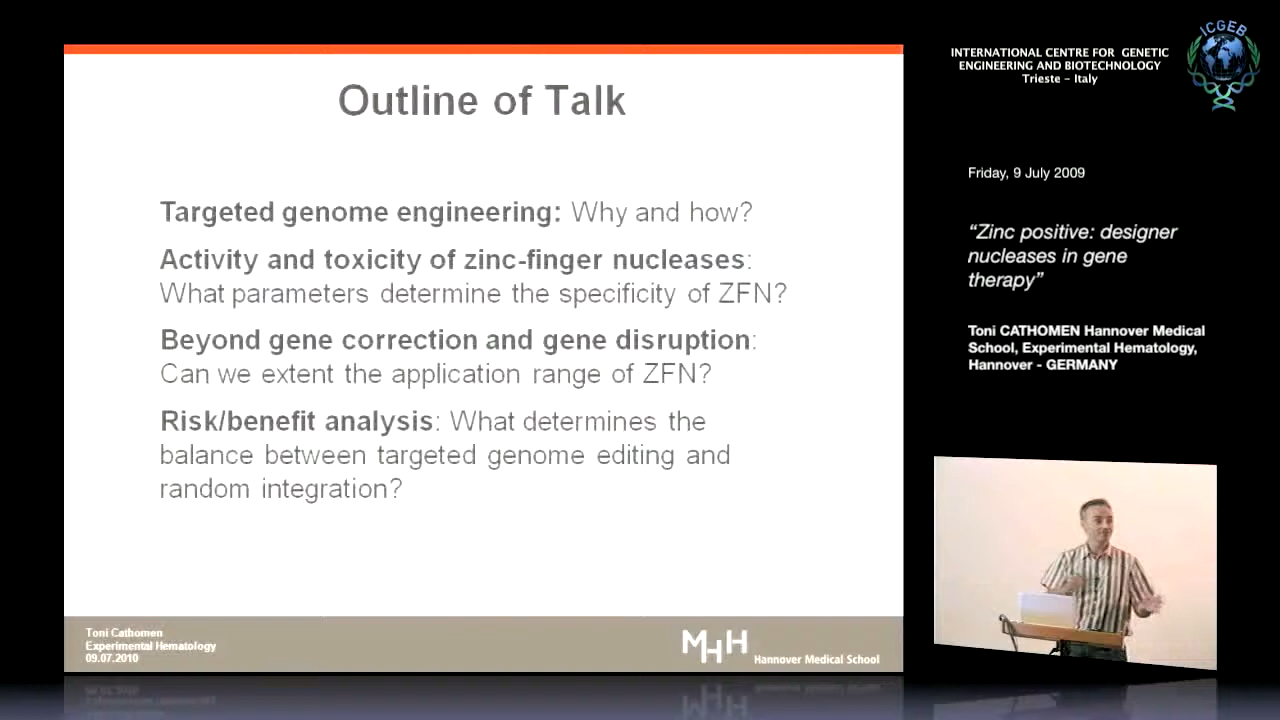 Outline of Talk
Targeted genome engineering: Why and how?
Activity and toxicity of zinc-finger nucleases:
What parameters determine the specificity of ZFN?
Beyond gene correction and gene disruption:
Can we extent the application range of ZFN?
Risk/benefit analysis: What determines the
balance between targeted genome editing and
random integration?
Toni Cathomen
Experimental Hematology
09.07.2010
MHH
Hannover Medical School
INTERNATIONAL CENTRE FOR GENETIC
ENGINEERING AND BIOTECHNOLOGY
Trieste - Italy
ICGEB
Friday, 9 July 2009
“Zinc positive: designer
nucleases in gene
therapy”
Toni CATHOMEN Hannover Medical
School, Experimental Hematology,
Hannover - GERMANY